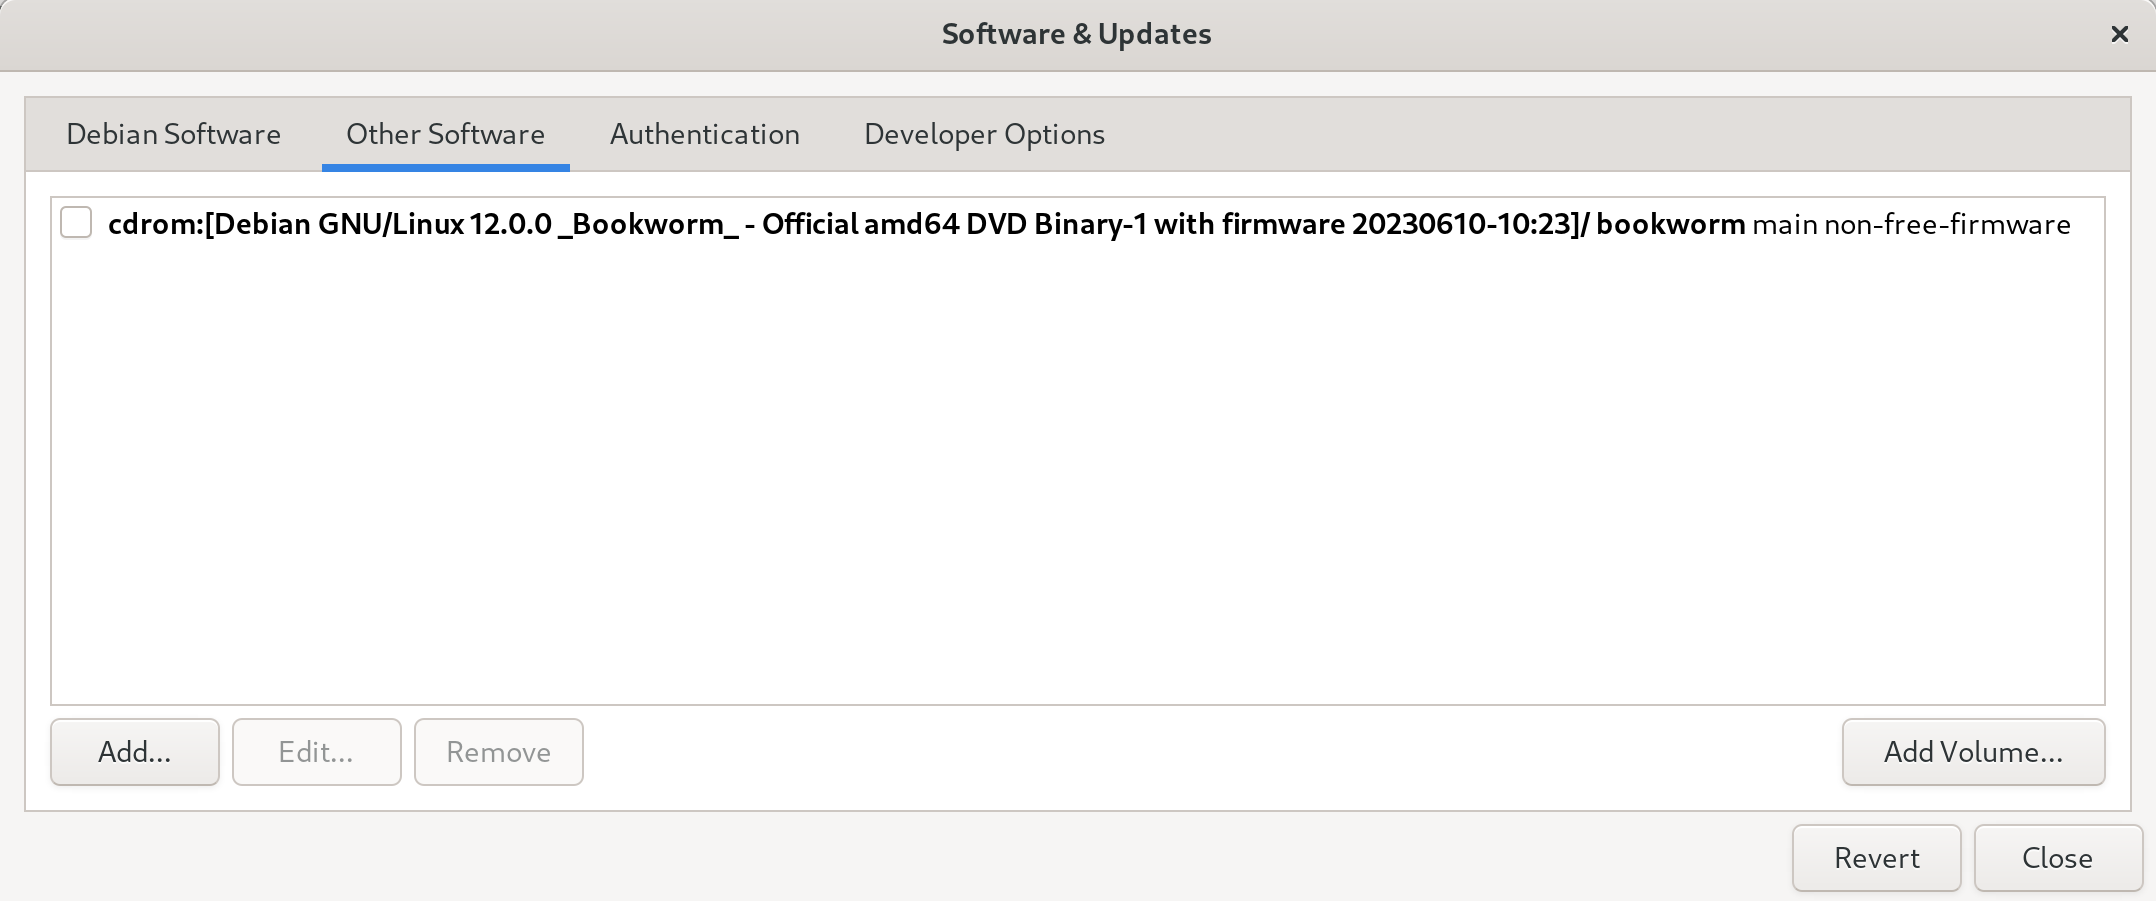 Software & Updates
Debian Software Other Software Authentication Developer Options
cdrom:[Debian GNU/Linux 12.0.0 _Bookworm_ - Official amd64 DVD Binary-1 with firmware 20230610-10:23]/ bookworm main non-free-firmware
Add... Edit... Remove Add Volume...
Revert Close